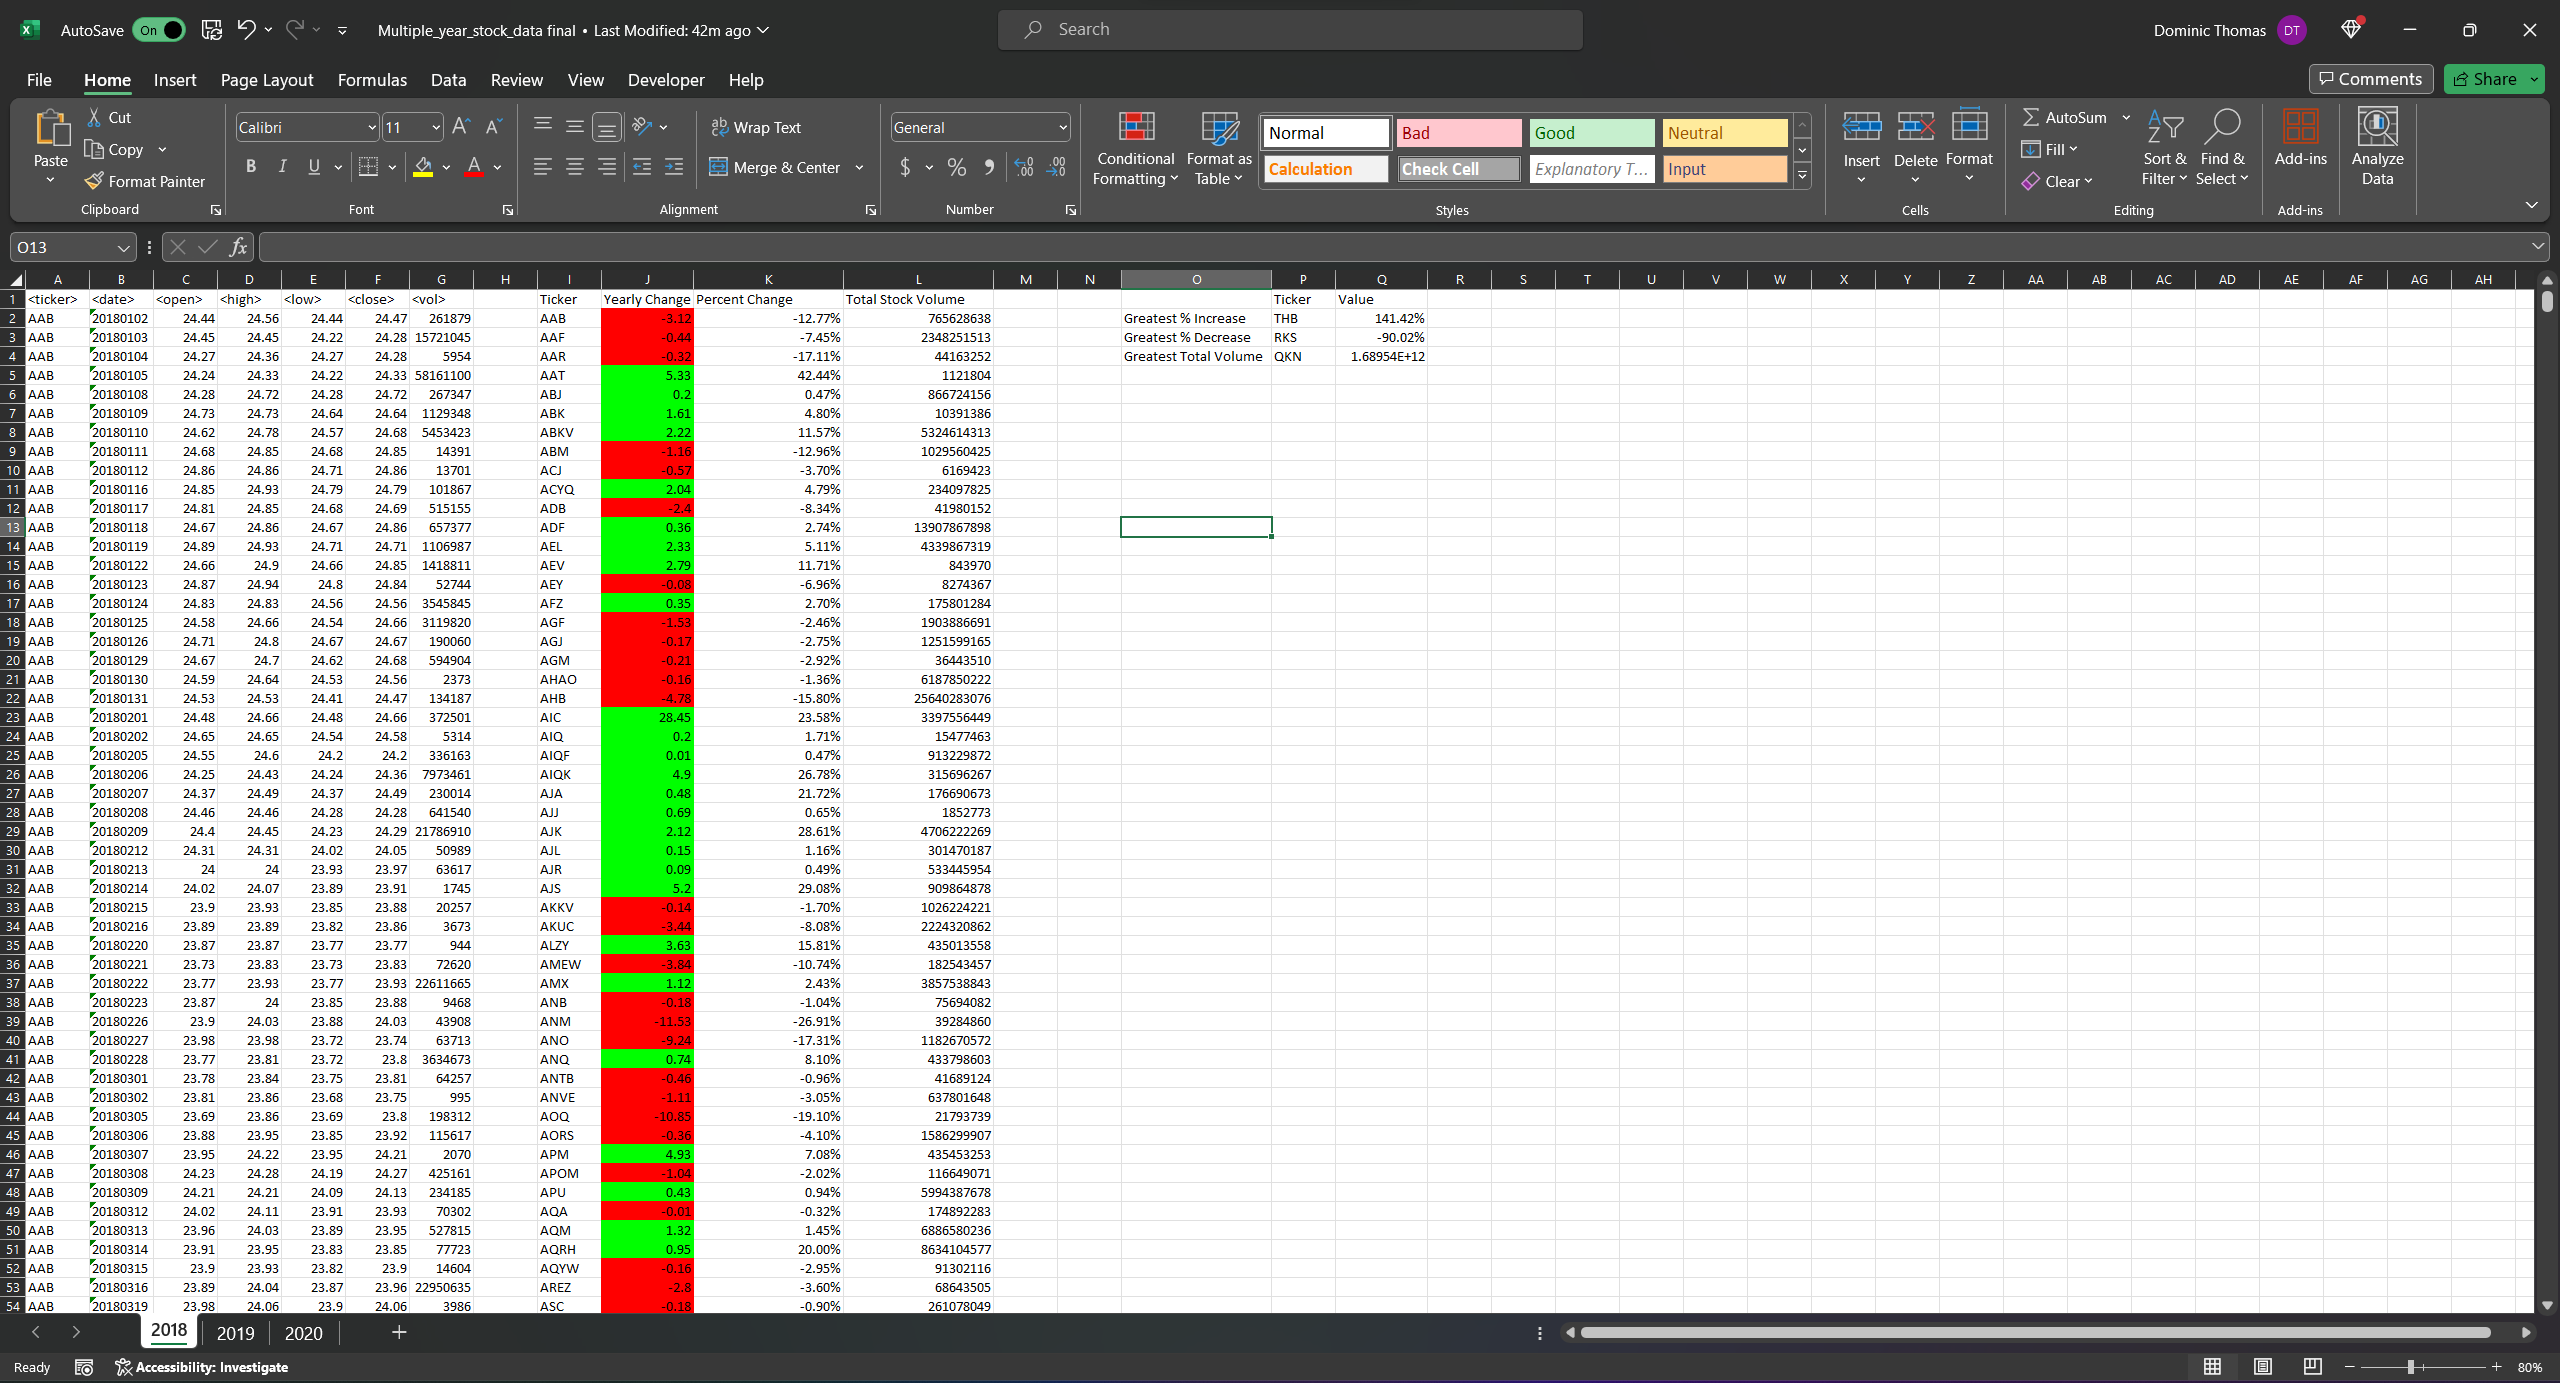 AutoSave On Multiple_year_stock_data final • Last Modified: 42m ago Search Dominic Thomas DT
File Home Insert Page Layout Formulas Data Review View Developer Help Comments Share
Paste Cut Copy Format Painter Clipboard
Calibri 11 B I U A Font
Wrap Text Merge & Center Alignment
General $ % Number
Conditional Formatting Format as Table
Normal Bad Good Neutral
Calculation Check Cell Explanatory T... Input
Styles
Insert Delete Format Cells
AutoSum Fill Clear Sort & Filter Find & Select Editing
Add-ins Add-ins
Analyze Data
O13 fx
A B C D E F G H I J K L M N O P Q R S T U V W X Y Z AA AB AC AD AE AF AG AH
1 <ticker> <date> <open> <high> <low> <close> <vol> Ticker Yearly Change Percent Change Total Stock Volume Ticker Value
2 AAB 20180102 24.44 24.56 24.44 24.47 261879 AAB -3.12 -12.77% 765628638 Greatest % Increase THB 141.42%
3 AAB 20180103 24.45 24.45 24.22 24.28 15721045 AAF -0.44 -7.45% 2348251513 Greatest % Decrease RKS -90.02%
4 AAB 20180104 24.27 24.36 24.27 24.28 5954 AAR -0.32 -17.11% 44163252 Greatest Total Volume QKN 1.68954E+12
5 AAB 20180105 24.24 24.33 24.22 24.33 58161100 AAT 5.33 42.44% 1121804
6 AAB 20180108 24.28 24.72 24.28 24.72 267347 ABJ 0.2 0.47% 866724156
7 AAB 20180109 24.73 24.73 24.64 24.64 1129348 ABK 1.61 4.80% 10391386
8 AAB 20180110 24.62 24.78 24.57 24.68 5453423 ABKV 2.22 11.57% 5324614313
9 AAB 20180111 24.68 24.85 24.68 24.85 14391 ABM -1.16 -12.96% 1029560425
10 AAB 20180112 24.86 24.86 24.71 24.86 13701 ACJ -0.57 -3.70% 6169423
11 AAB 20180116 24.85 24.93 24.79 24.79 101867 ACYQ 2.04 4.79% 234097825
12 AAB 20180117 24.81 24.85 24.68 24.69 515155 ADB -2.4 -8.34% 41980152
13 AAB 20180118 24.67 24.86 24.67 24.86 657377 ADF 0.36 2.74% 13907867898
14 AAB 20180119 24.89 24.93 24.71 24.71 1106987 AEL 2.33 5.11% 4339867319
15 AAB 20180122 24.66 24.9 24.66 24.85 1418811 AEV 2.79 11.71% 843970
16 AAB 20180123 24.87 24.94 24.8 24.84 52744 AEY -0.08 -6.96% 8274367
17 AAB 20180124 24.83 24.83 24.56 24.56 3545845 AFZ 0.35 2.70% 175801284
18 AAB 20180125 24.58 24.66 24.54 24.66 3119820 AGF -1.53 -2.46% 1903886691
19 AAB 20180126 24.71 24.8 24.67 24.67 190060 AGJ -0.17 -2.75% 1251599165
20 AAB 20180129 24.67 24.7 24.62 24.68 594904 AGM -0.21 -2.92% 36443510
21 AAB 20180130 24.59 24.64 24.53 24.56 2373 AHAO -0.16 -1.36% 6187850222
22 AAB 20180131 24.53 24.53 24.41 24.47 134187 AHB -4.78 -15.80% 25640283076
23 AAB 20180201 24.48 24.66 24.48 24.66 372501 AIC 28.45 23.58% 3397556449
24 AAB 20180202 24.65 24.65 24.54 24.58 5314 AIQ 0.2 1.71% 15477463
25 AAB 20180205 24.55 24.6 24.2 24.2 336163 AIQF 0.01 0.47% 913229872
26 AAB 20180206 24.25 24.43 24.24 24.36 7973461 AIQK 4.9 26.78% 315696267
27 AAB 20180207 24.37 24.49 24.37 24.49 230014 AJA 0.48 21.72% 176690673
28 AAB 20180208 24.46 24.46 24.28 24.28 641540 AJJ 0.69 0.65% 1852773
29 AAB 20180209 24.4 24.45 24.23 24.29 21786910 AJK 2.12 28.61% 4706222269
30 AAB 20180212 24.31 24.31 24.02 24.05 50989 AJL 0.15 1.16% 301470187
31 AAB 20180213 24 24 23.93 23.97 63617 AJR 0.09 0.49% 533445954
32 AAB 20180214 24.02 24.07 23.89 23.91 1745 AJS 5.2 29.08% 909864878
33 AAB 20180215 23.9 23.93 23.85 23.88 20257 AKKV -0.14 -1.70% 1026224221
34 AAB 20180216 23.89 23.89 23.82 23.86 3673 AKUC -3.44 -8.08% 2224320862
35 AAB 20180220 23.87 23.87 23.77 23.77 944 ALZY 3.63 15.81% 435013558
36 AAB 20180221 23.73 23.83 23.73 23.83 72620 AMEW -3.84 -10.74% 182543457
37 AAB 20180222 23.77 23.93 23.77 23.93 22611665 AMX 1.12 2.43% 3857538843
38 AAB 20180223 23.87 24 23.85 23.88 9468 ANB -0.18 -1.04% 75694082
39 AAB 20180226 23.9 24.03 23.88 24.03 43908 ANM -11.53 -26.91% 39284860
40 AAB 20180227 23.98 23.98 23.72 23.74 63713 ANO -9.24 -17.31% 1182670572
41 AAB 20180228 23.77 23.81 23.72 23.8 3634673 ANQ 0.74 8.10% 433798603
42 AAB 20180301 23.78 23.84 23.75 23.81 64257 ANTB -0.46 -0.96% 41689124
43 AAB 20180302 23.81 23.86 23.68 23.75 995 ANVE -1.11 -3.05% 637801648
44 AAB 20180305 23.69 23.86 23.69 23.8 198312 AOQ -10.85 -19.10% 21793739
45 AAB 20180306 23.88 23.95 23.85 23.92 115617 AORS -0.36 -4.10% 1586299907
46 AAB 20180307 23.95 24.22 23.95 24.21 2070 APM 4.93 7.08% 435453253
47 AAB 20180308 24.23 24.28 24.19 24.27 425161 APOM -1.04 -2.02% 116649071
48 AAB 20180309 24.21 24.21 24.09 24.13 234185 APU 0.43 0.94% 5994387678
49 AAB 20180312 24.02 24.11 23.91 23.93 70302 AQA -0.01 -0.32% 174892283
50 AAB 20180313 23.96 24.03 23.89 23.95 527815 AQM 1.32 1.45% 6886580236
51 AAB 20180314 23.91 23.95 23.83 23.85 77723 AQRH 0.95 20.00% 8634104577
52 AAB 20180315 23.9 23.93 23.82 23.9 14604 AQYW -0.16 -2.95% 91302116
53 AAB 20180316 23.89 24.04 23.87 23.96 22950635 AREZ -2.8 -3.60% 68643505
54 AAB 20180319 23.98 24.06 23.9 24.06 3986 ASC -0.18 -0.90% 261078049
2018 2019 2020
Ready Accessibility: Investigate 80%